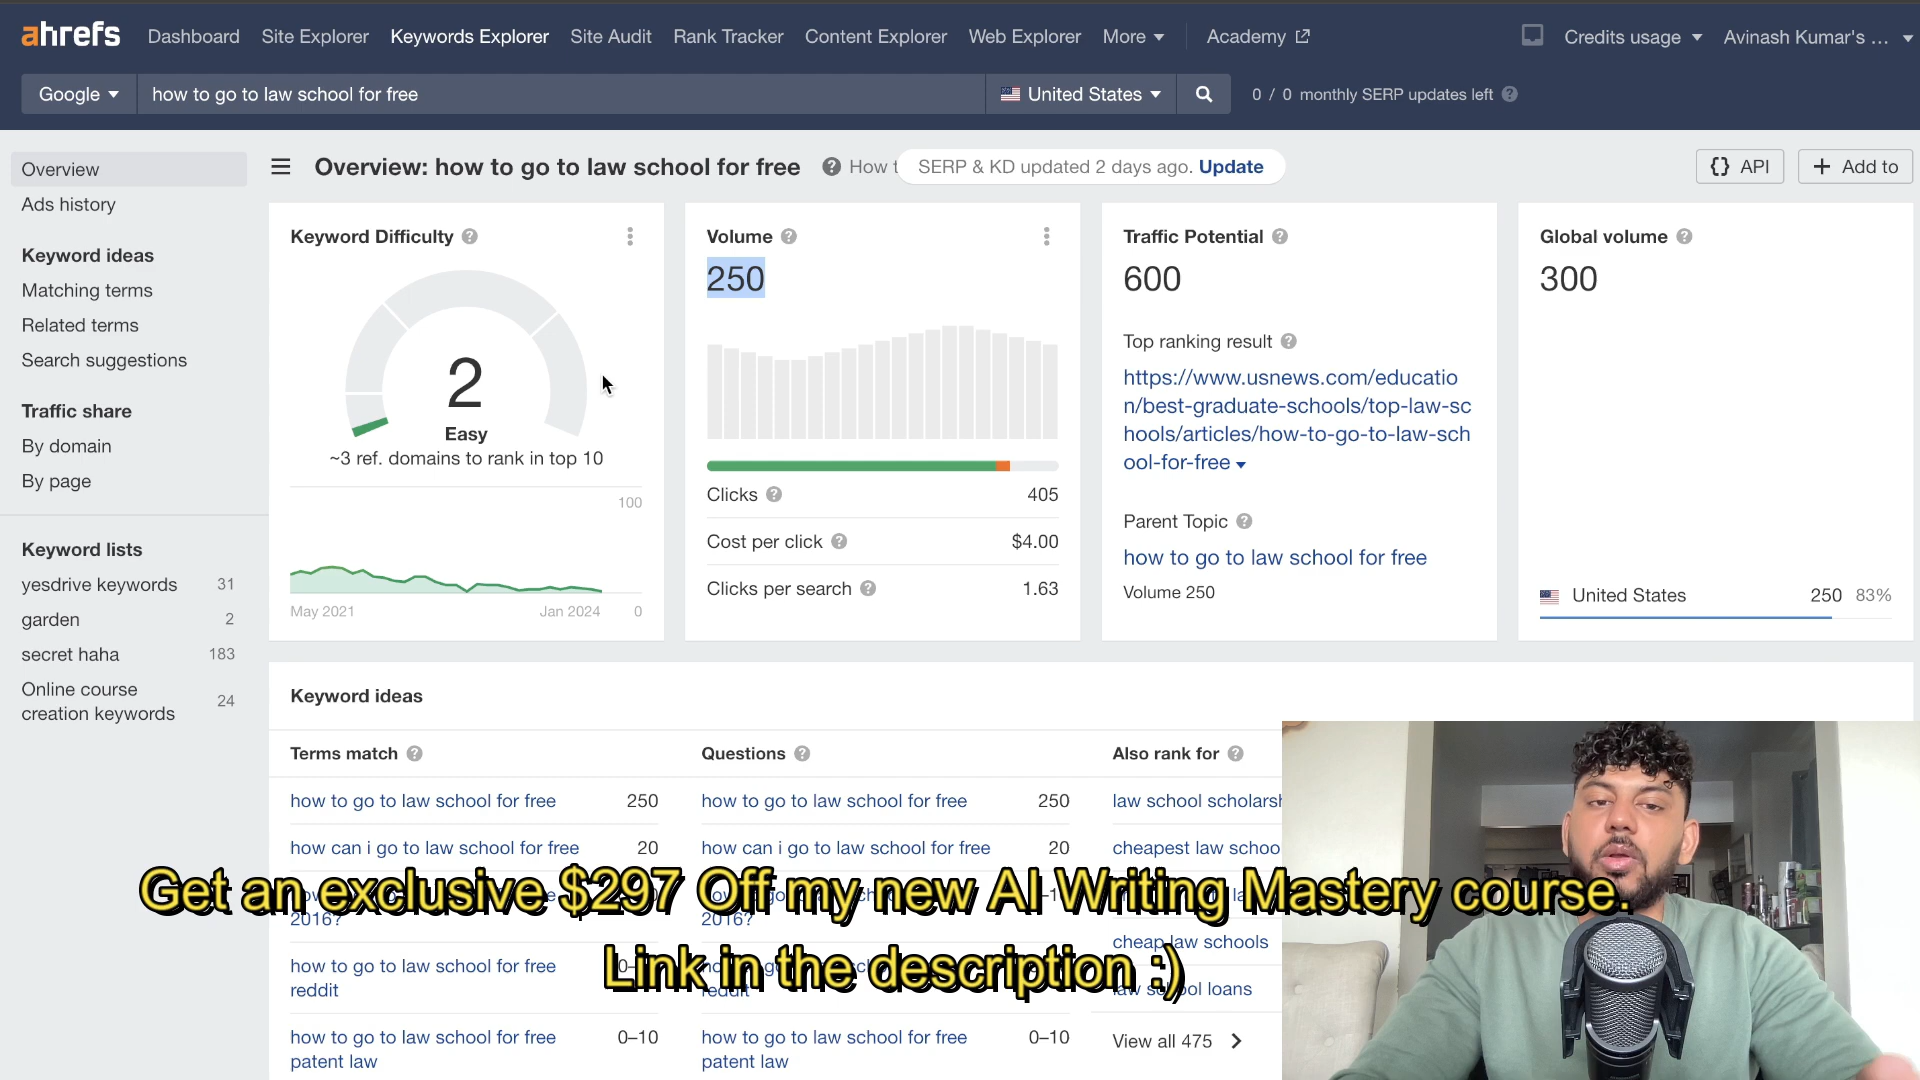 ahrefs Dashboard Site Explorer Keywords Explorer Site Audit Rank Tracker Content Explorer Web Explorer More Academy Credits usage Avinash Kumar's ...
Google how to go to law school for free United States 0 / 0 monthly SERP updates left
Overview
Ads history
Keyword ideas
Matching terms
Related terms
Search suggestions
Traffic share
By domain
By page
Keyword lists
yesdrive keywords 31
garden 2
secret haha 183
Online course
creation keywords 24
Overview: how to go to law school for free How t SERP & KD updated 2 days ago. Update {} API + Add to
Keyword Difficulty
2
Easy
~3 ref. domains to rank in top 10
100
May 2021 Jan 2024 0
Volume
250
Clicks 405
Cost per click $4.00
Clicks per search 1.63
Traffic Potential
600
Top ranking result
https://www.usnews.com/educatio
n/best-graduate-schools/top-law-sc
hools/articles/how-to-go-to-law-sch
ool-for-free
Parent Topic
how to go to law school for free
Volume 250
Global volume
300
United States 250 83%
Keyword ideas
Terms match
how to go to law school for free 250
how can i go to law school for free 20
2016?
how to go to law school for free
reddit
how to go to law school for free 0–10
patent law
Questions
how to go to law school for free 250
how can i go to law school for free 20
2016?
reddit
how to go to law school for free 0–10
patent law
Also rank for
law school scholarsh
cheapest law schoo
cheap law schools
law school loans
View all 475
Get an exclusive $297 Off my new AI Writing Mastery course.
Link in the description :)